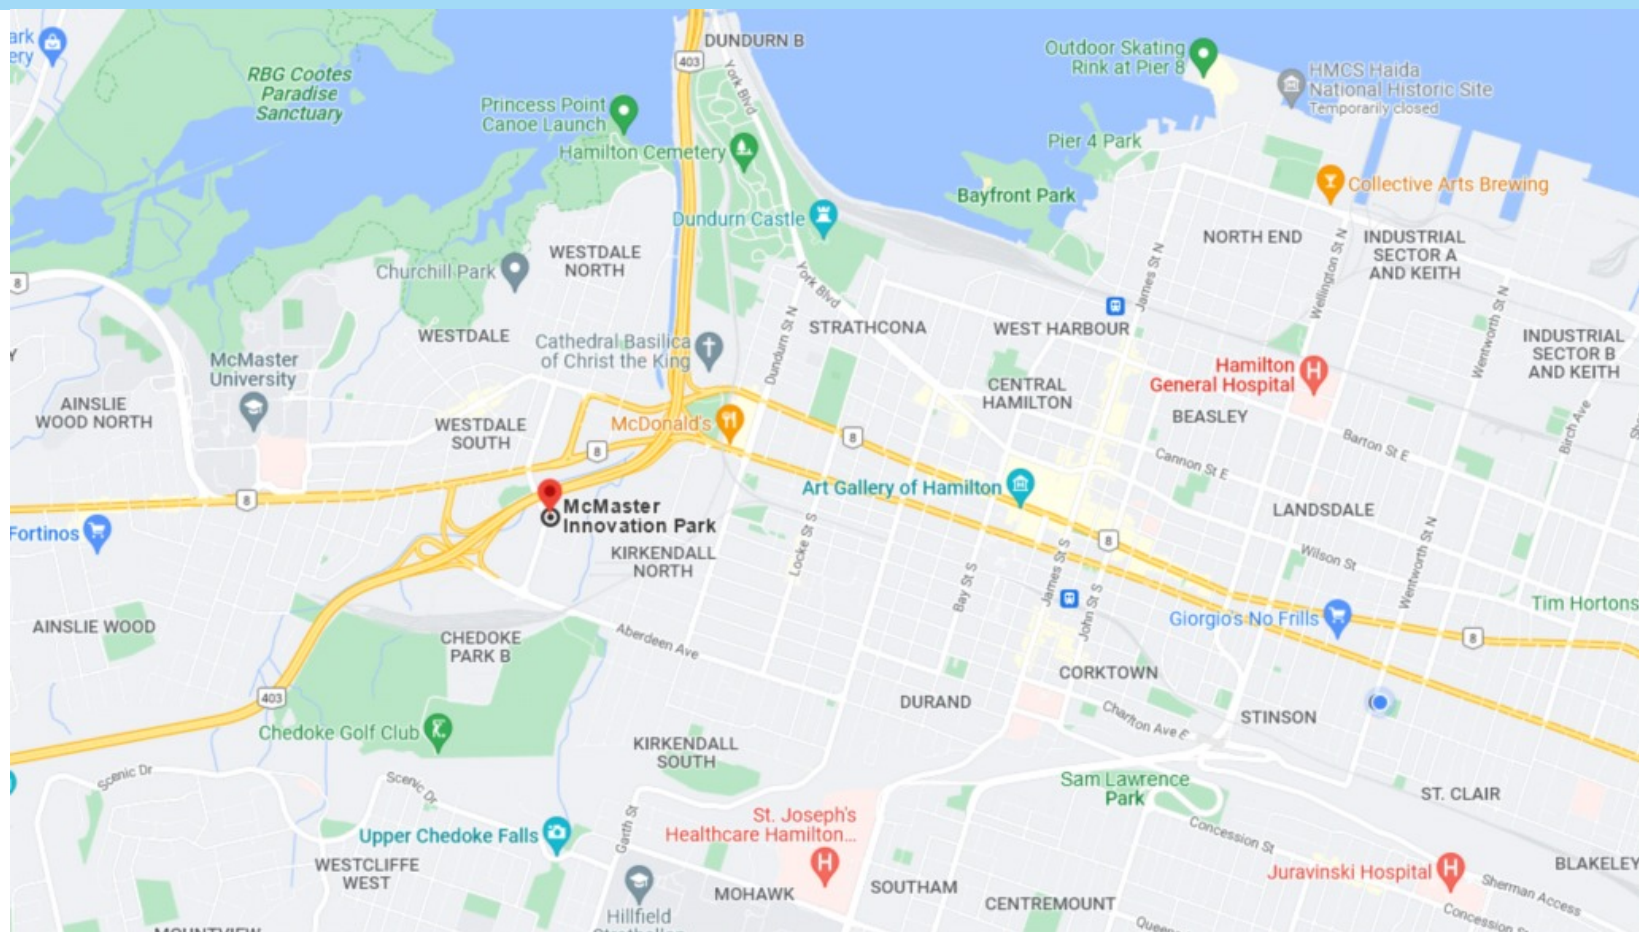 ark
ery
RBG Cootes
Paradise
Sanctuary
403
DUNDURN B
York Blvd
Outdoor Skating
Rink at Pier 8
HMCS Haida
National Historic Site
Temporarily closed
Princess Point
Canoe Launch
Hamilton Cemetery
Pier 4 Park
Bayfront Park
Collective Arts Brewing
Dundurn Castle
WESTDALE
NORTH
NORTH END
INDUSTRIAL
SECTOR A
AND KEITH
Wellington St N
James St N
8
Churchill Park
York Blvd
Dundurn St N
STRATHCONA
WEST HARBOUR
Wentworth St N
INDUSTRIAL
SECTOR B
AND KEITH
WESTDALE
Cathedral Basilica
of Christ the King
Y
McMaster
University
Hamilton
General Hospital
CENTRAL
HAMILTON
AINSLIE
WOOD NORTH
WESTDALE
SOUTH
McDonald's
8
8
BEASLEY
Barton St E
Birch Ave
Cannon St E
8
Art Gallery of Hamilton
McMaster
Innovation Park
LANDSDALE
Fortinos
KIRKENDALL
NORTH
Locke St S
8
Wilson St
Wentworth St N
Bay St S
James St S
John St S
Tim Hortons
Giorgio's No Frills
8
AINSLIE WOOD
CHEDOKE
PARK B
Aberdeen Ave
CORKTOWN
403
DURAND
Charlton Ave E
STINSON
Chedoke Golf Club
KIRKENDALL
SOUTH
Scenic Dr
Scenic Dr
Sam Lawrence
Park
ST. CLAIR
Upper Chedoke Falls
Garth St
St. Joseph's
Healthcare Hamilton...
Concession St
WESTCLIFFE
WEST
BLAKELEY
Juravinski Hospital
Sherman Access
MOHAWK
SOUTHAM
CENTREMOUNT
Hillfield
Concession St
MOUNTVIEW